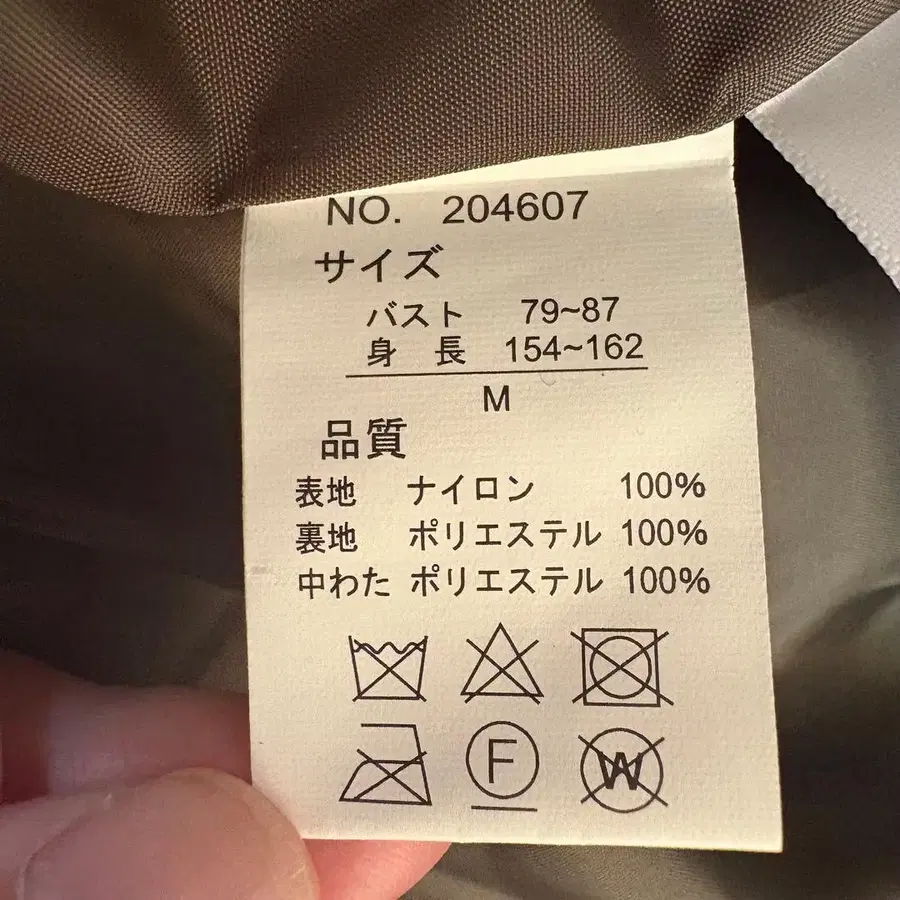 NO. 204607
サイズ
バスト 79~87
身 長 154~162
M
品質
表地 ナイロン 100%
裏地 ポリエステル 100%
中わた ポリエステル 100%
F W